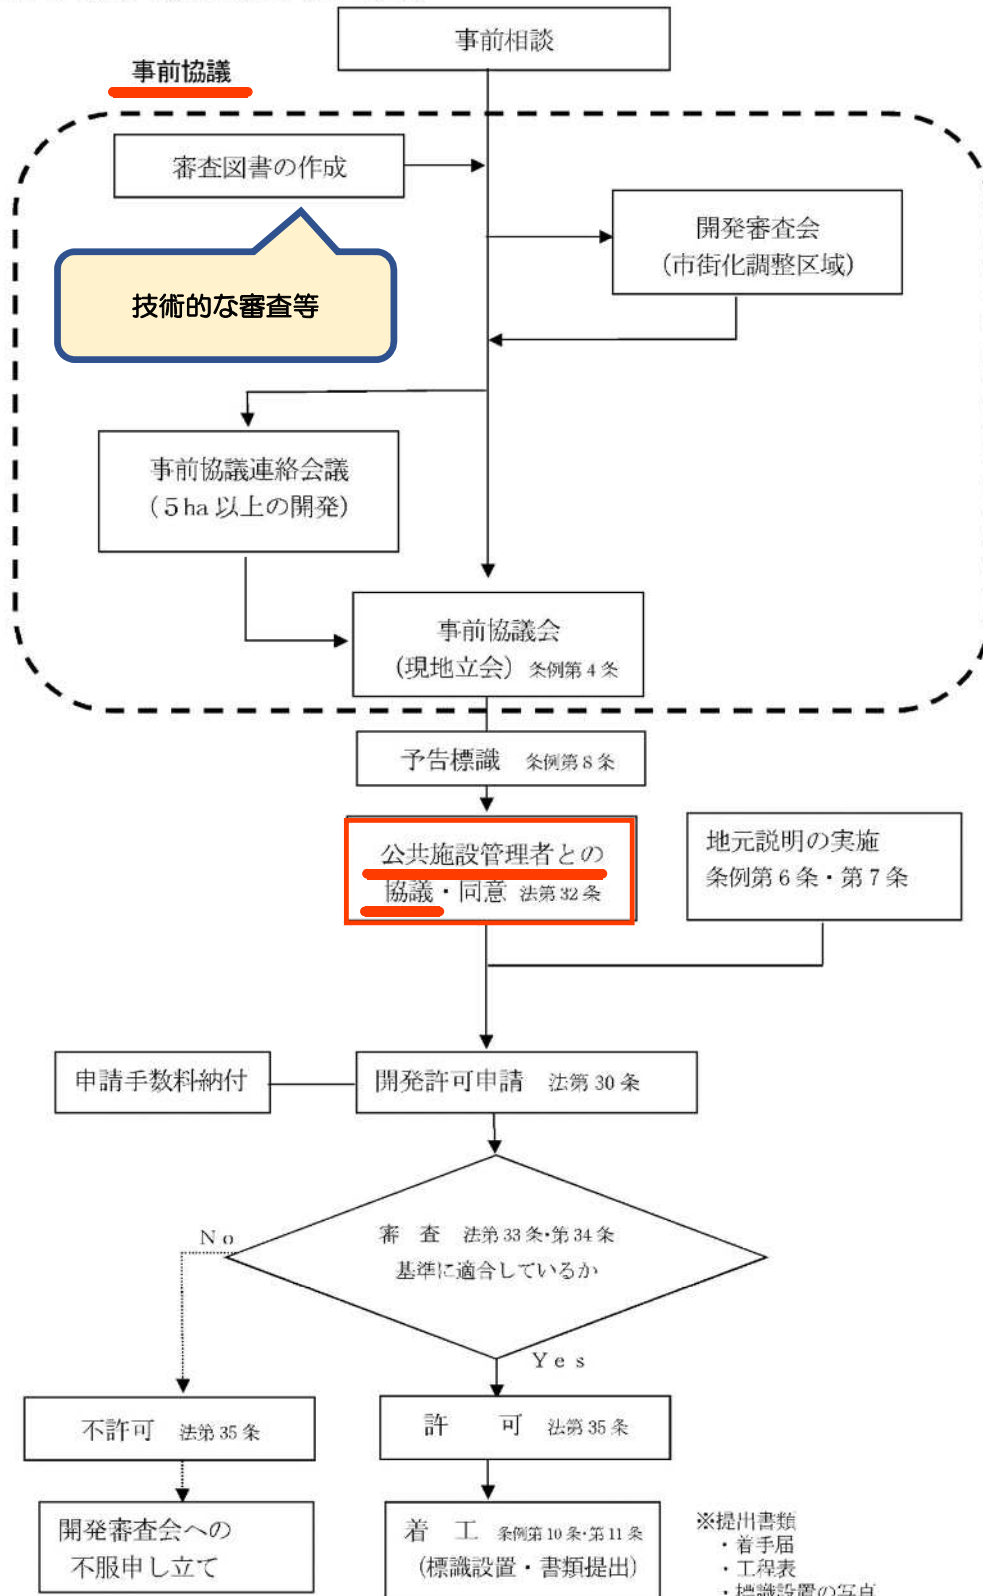 事前相談
事前協議
審査図書の作成
開発審査会
(市街化調整区域)
技術的な審査等
事前協議連絡会議
(5ha 以上の開発)
事前協議会
(現地立会) 条例第4条
予告標識 条例第8条
公共施設管理者との
協議・同意 法第32条
地元説明の実施
条例第6条・第7条
申請手数料納付
開発許可申請 法第30条
審 査 法第33条・第34条
基準に適合しているか
No
Yes
不許可 法第35条
許 可 法第35条
開発審査会への
不服申し立て
着 工 条例第10条・第11条
(標識設置・書類提出)
※提出書類
・着手届
・工程表
・標識設置の写真